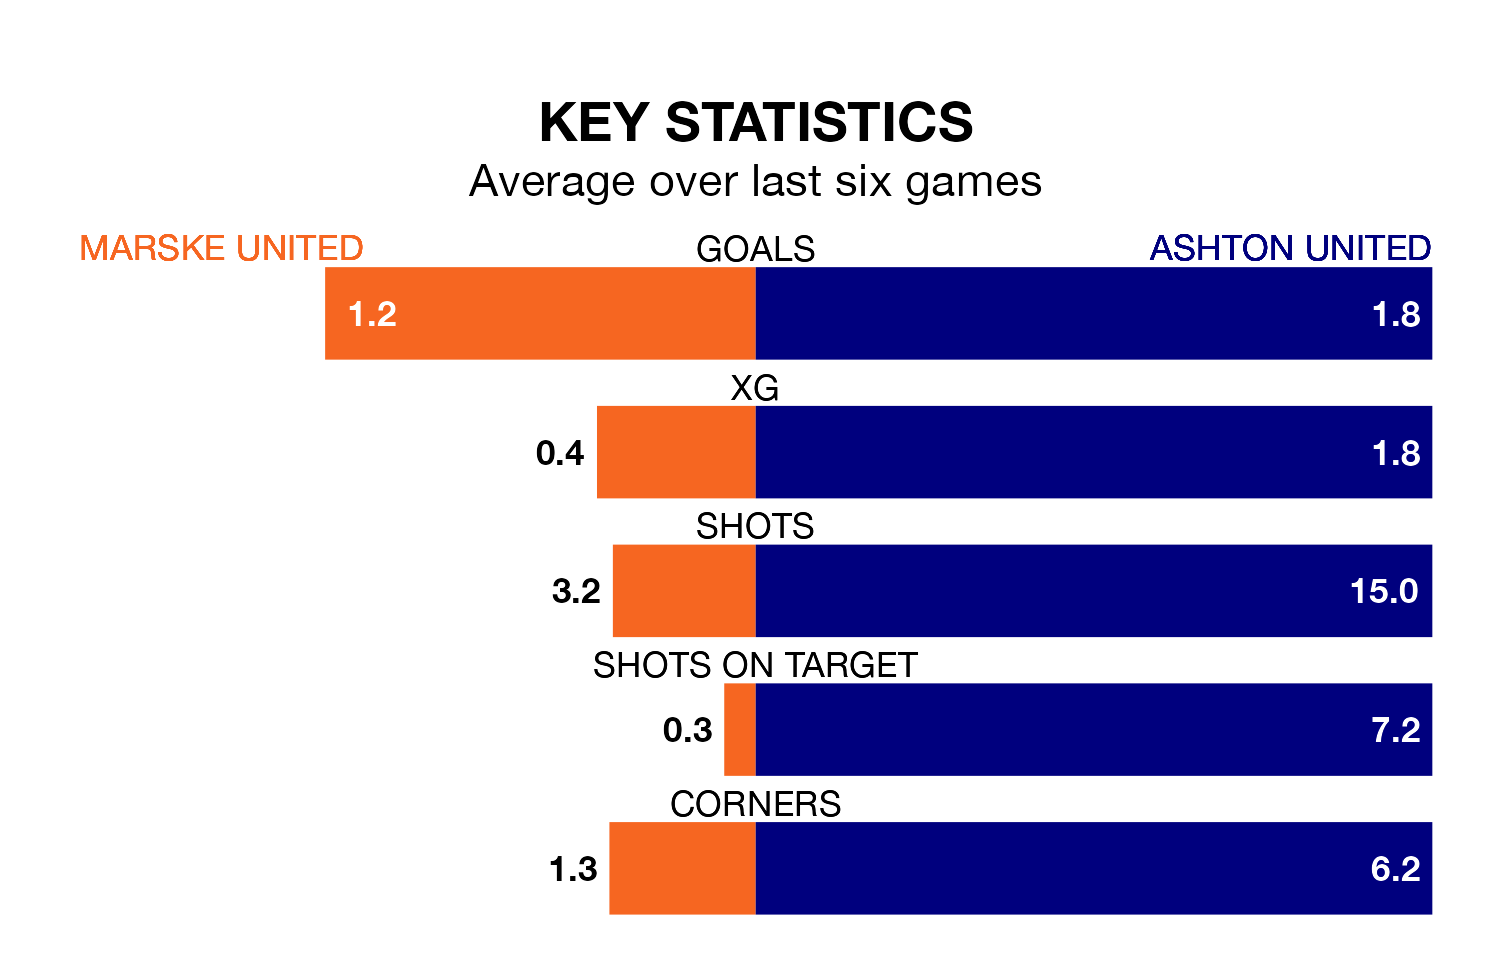 KEY STATISTICS
Average over last six games
MARSKE UNITED GOALS ASHTON UNITED
1.2 1.8
XG
0.4 1.8
SHOTS
3.2 15.0
SHOTS ON TARGET
0.3 7.2
CORNERS
1.3 6.2